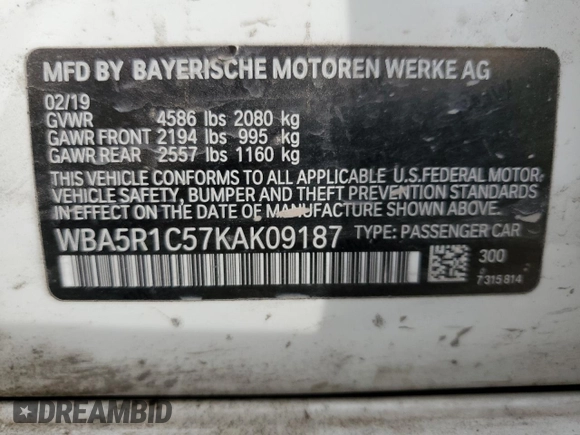 MFD BY BAYERISCHE MOTOREN WERKE AG
02/19
GVWR 4586 lbs 2080 kg
GAWR FRONT 2194 lbs 995 kg
GAWR REAR 2557 lbs 1160 kg
THIS VEHICLE CONFORMS TO ALL APPLICABLE U.S.FEDERAL MOTOR
VEHICLE SAFETY, BUMPER AND THEFT PREVENTION STANDARDS
IN EFFECT ON THE DATE OF MANUFACTURE SHOWN ABOVE.
WBA5R1C57KAK09187 TYPE: PASSENGER CAR
300
7315814
DREAMBID